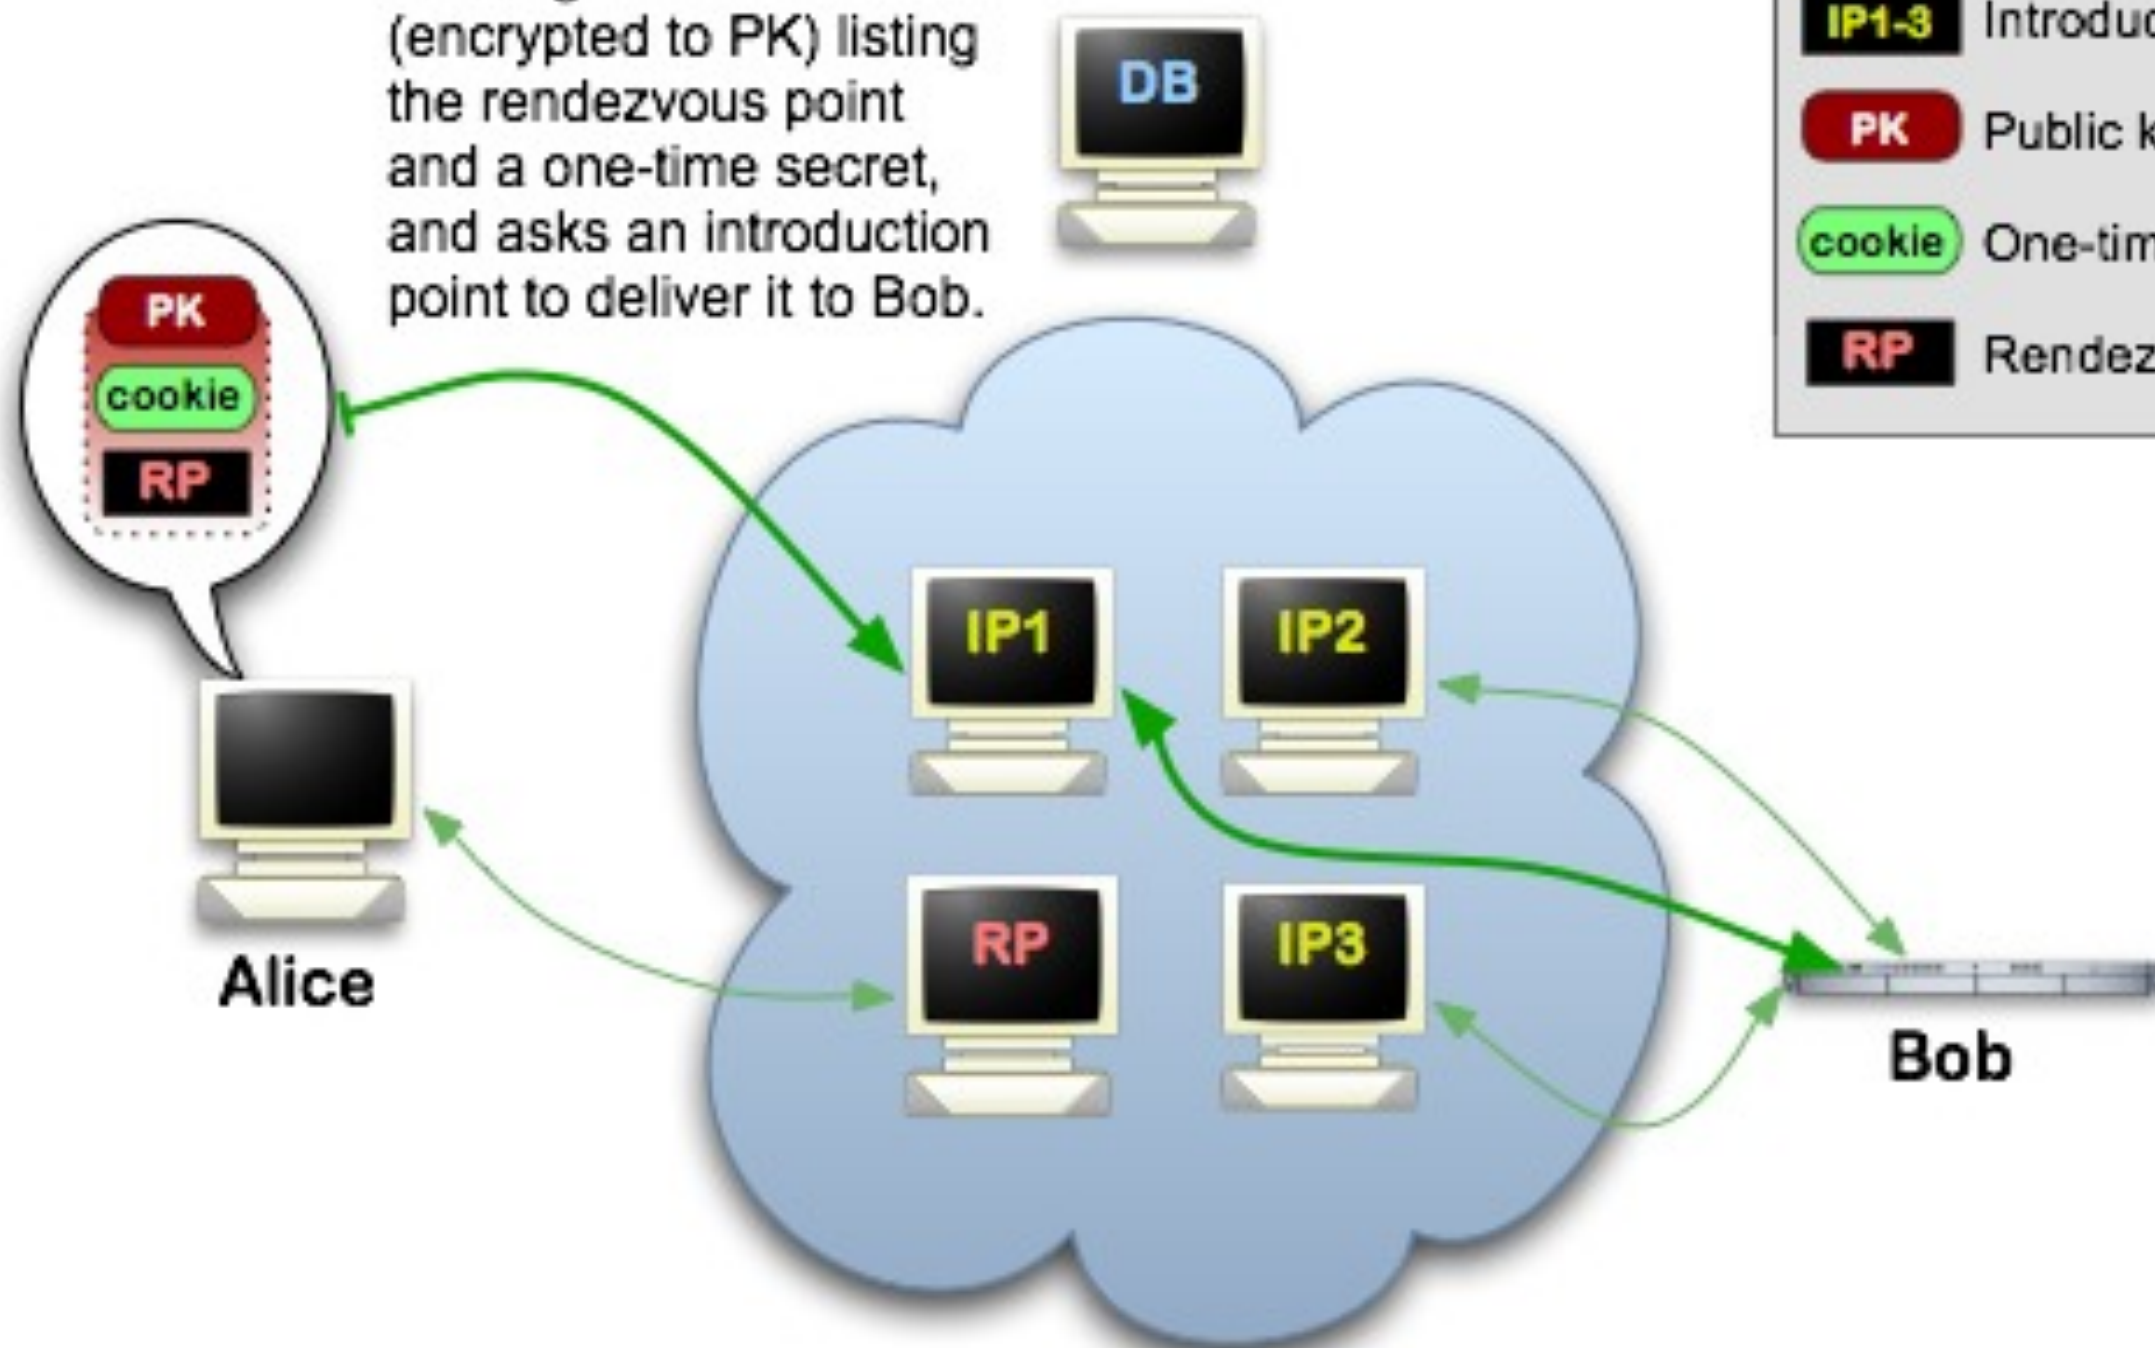 (encrypted to PK) listing
the rendezvous point
and a one-time secret,
and asks an introduction
point to deliver it to Bob.
DB
IP1-3
PK Public
cookie
RP
PK
cookie
RP
IP1
IP2
RP
IP3
Alice
Bob